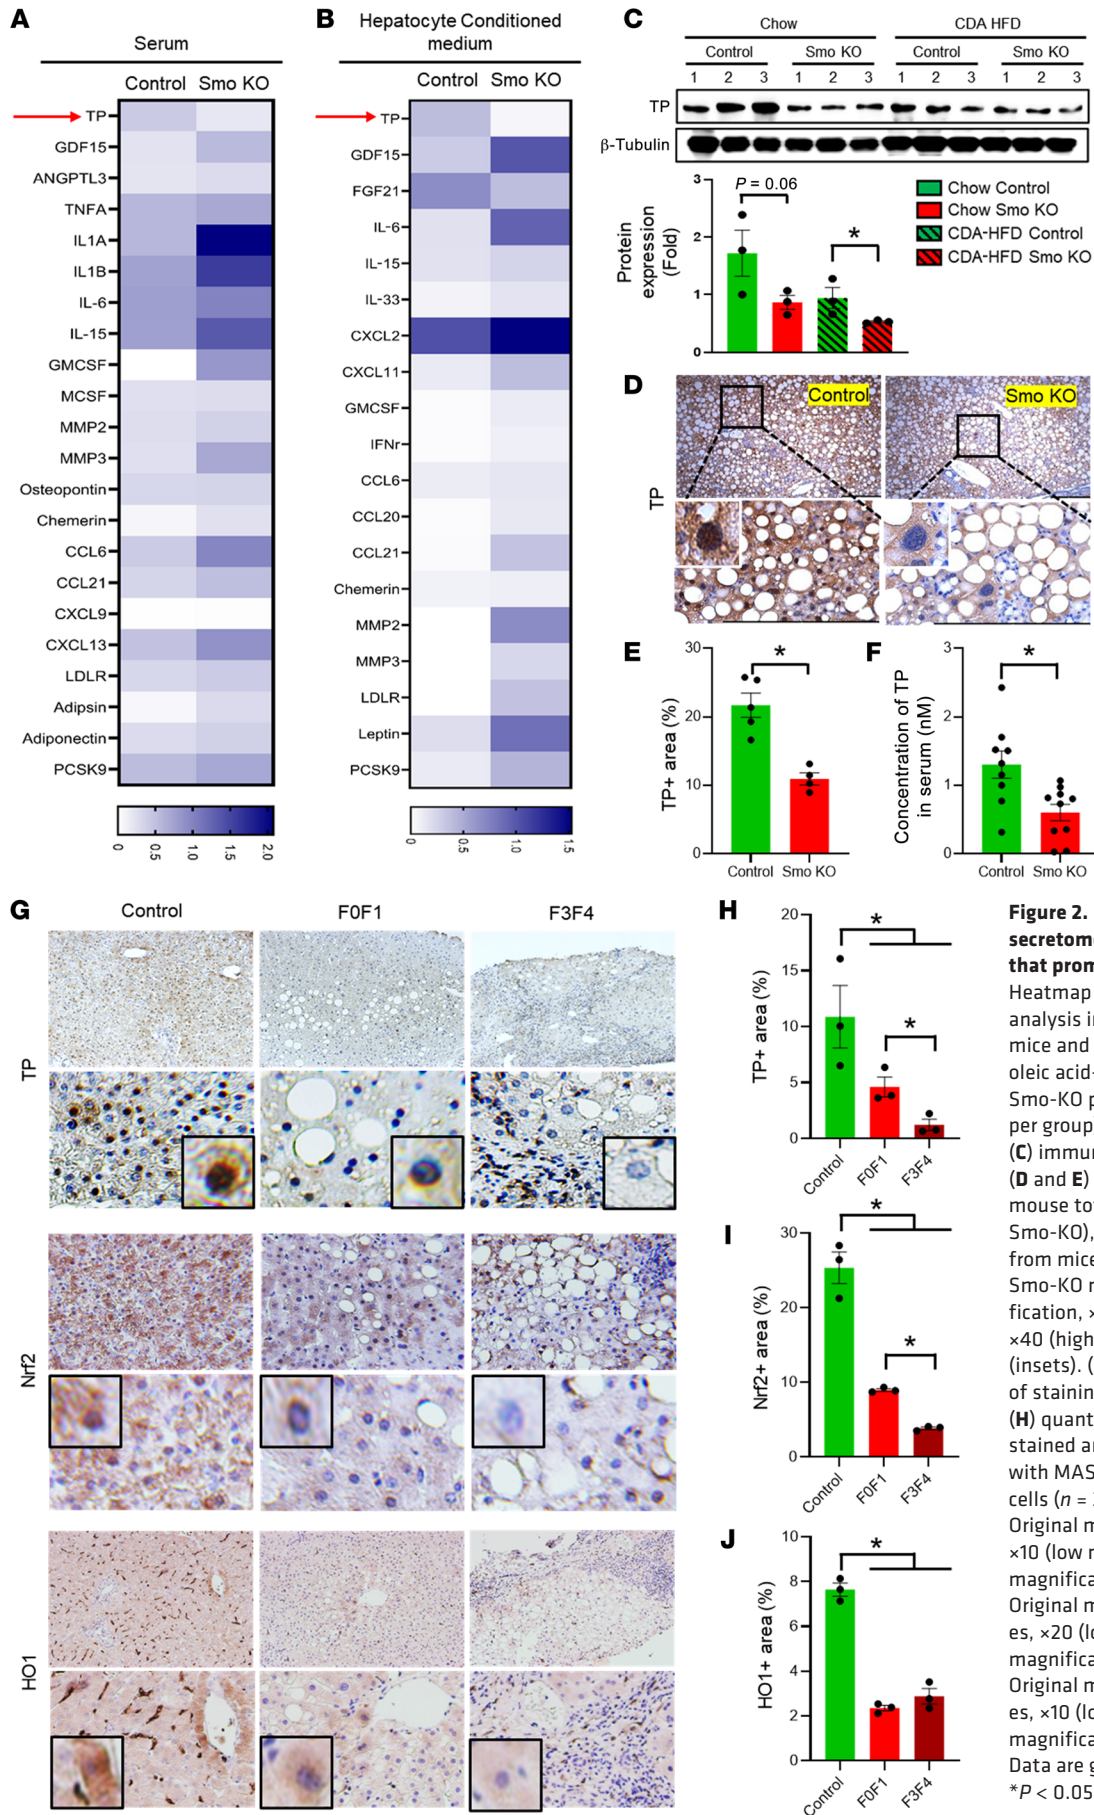 A
Serum
Control Smo KO
TP
GDF15
ANGPTL3
TNFA
IL1A
IL1B
IL-6
IL-15
GMCSF
MCSF
MMP2
MMP3
Osteopontin
Chemerin
CCL6
CCL21
CXCL9
CXCL13
LDLR
Adipsin
Adiponectin
PCSK9
0 0.5 1.0 1.5 2.0
B
Hepatocyte Conditioned
medium
Control Smo KO
TP
GDF15
FGF21
IL-6
IL-15
IL-33
CXCL2
CXCL11
GMCSF
IFNr
CCL6
CCL20
CCL21
Chemerin
MMP2
MMP3
LDLR
Leptin
PCSK9
0 0.5 1.0 1.5
C
Chow CDA HFD
Control Smo KO Control Smo KO
1 2 3 1 2 3 1 2 3 1 2 3
TP
β-Tubulin
Protein
expression
(Fold)
3
2
1
0
P = 0.06
*
Chow Control
Chow Smo KO
CDA-HFD Control
CDA-HFD Smo KO
D
TP
Control
Smo KO
E
TP+ area (%)
30
20
10
0
*
Control Smo KO
F
Concentration of TP
in serum (nM)
3
2
1
0
*
Control Smo KO
G
Control F0F1 F3F4
TP
Nrf2
HO1
H
TP+ area (%)
20
15
10
5
0
*
*
Control F0F1 F3F4
I
Nrf2+ area (%)
30
20
10
0
*
*
Control F0F1 F3F4
J
HO1+ area (%)
10
8
6
4
2
0
*
Control F0F1 F3F4
Figure 2.
secretome
that prom
Heatmap
analysis in
mice and
oleic acid-
Smo-KO p
per group
(C) immun
(D and E)
mouse tot
Smo-KO),
from mice
Smo-KO m
fication, ×
×40 (high
(insets). (
of stainin
(H) quant
stained ar
with MAS
cells (n = 3
Original m
×10 (low m
magnifica
Original m
es, ×20 (lo
magnifica
Original m
es, ×10 (lo
magnifica
Data are g
*P < 0.05